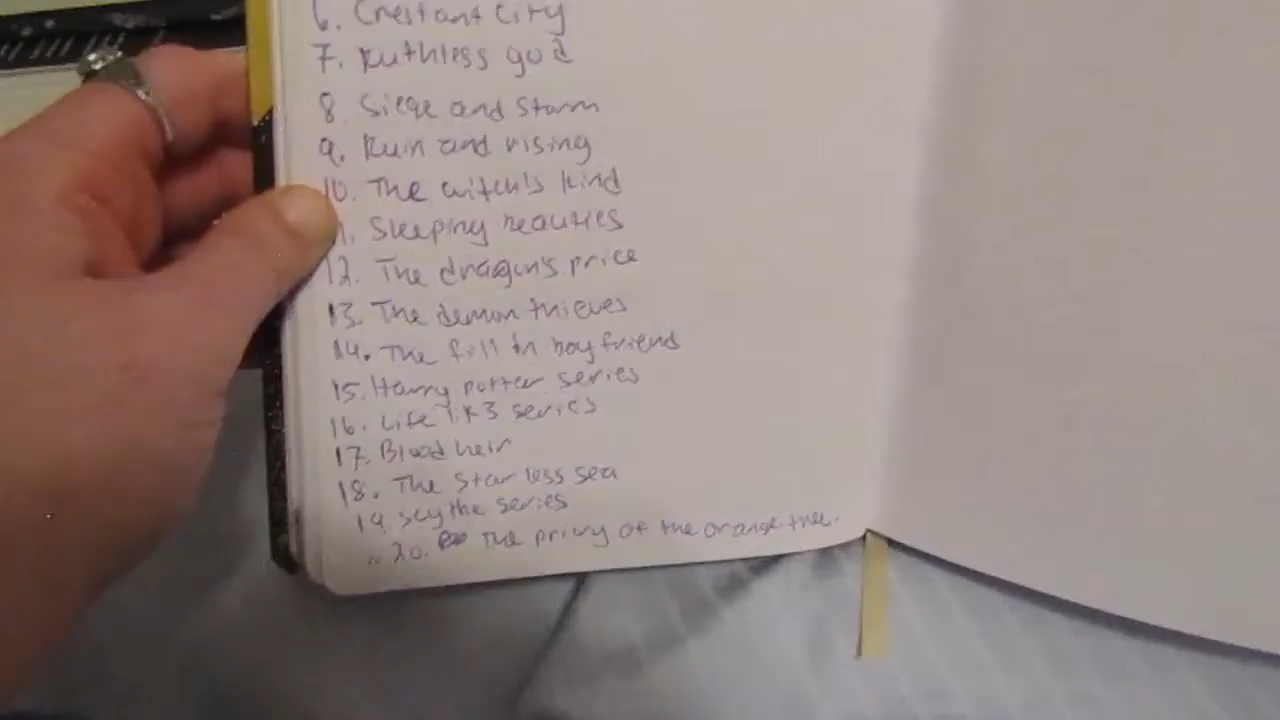 6. Crestant City
7. Ruthless god
8. Siege and Storm
9. Ruin and rising
10. The witch's kind
11. Sleeping beauties
12. The dragon's price
13. The demon thieves
14. The fill in boyfriend
15. Harry potter series
16. Life lik3 series
17. Blood heir
18. The Starless sea
19. scythe series
20. The priory of the orange tree.